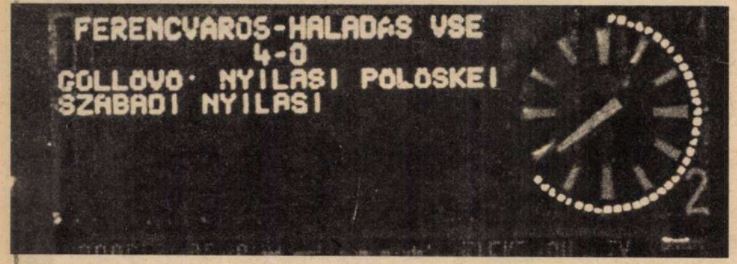 FERENCVAROS-HALADAS VSE
4-0
GOLLOVO· NYILASI POLOSKEI
SZABADI NYILASI
2